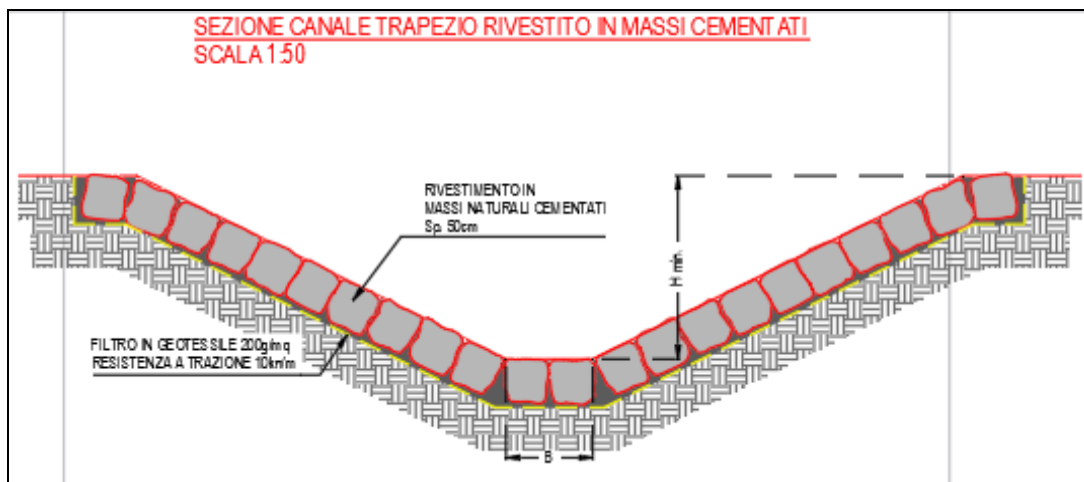 SEZIONE CANALE TRAPEZIO RIVESTITO IN MASSI CEMENTATI
SCALA 1:50
RIVESTIMENTO IN
MASSI NATURALI CEMENTATI
Sp. 50cm
H min.
FILTRO IN GEOTESSILE 200g/mq
RESISTENZA A TRAZIONE 10km/m
B